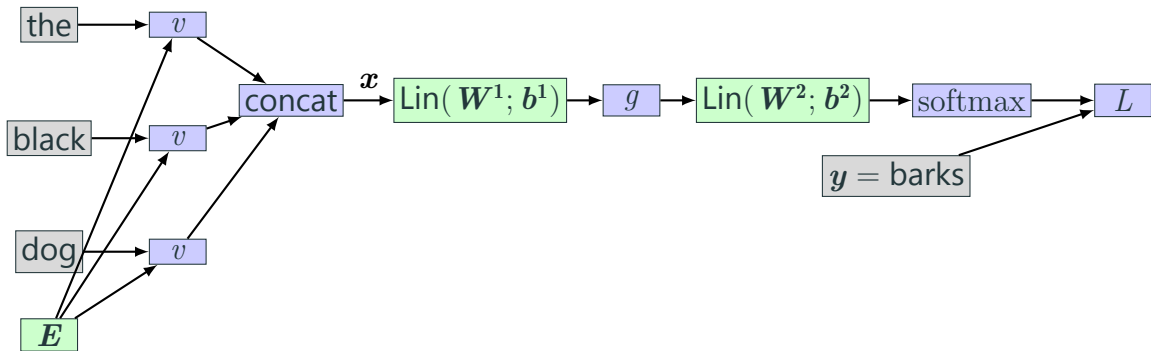 the
v
black
v
dog
v
E
concat
x
Lin(W¹; b¹)
g
Lin(W²; b²)
softmax
L
y = barks